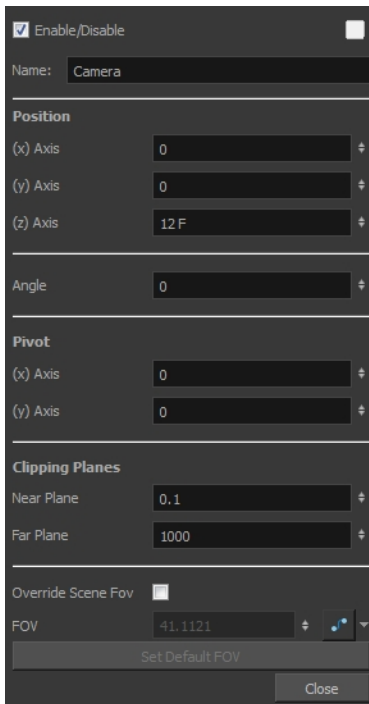 Enable/Disable
Name: Camera
Position
(x) Axis 0
(y) Axis 0
(z) Axis 12 F
Angle 0
Pivot
(x) Axis 0
(y) Axis 0
Clipping Planes
Near Plane 0.1
Far Plane 1000
Override Scene Fov
FOV 41.1121
Set Default FOV
Close